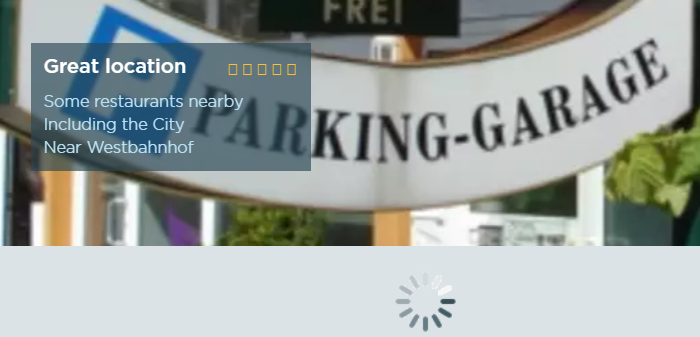 FREI
Great location
Some restaurants nearby
Including the City
Near Westbahnhof
PARKING-GARAGE